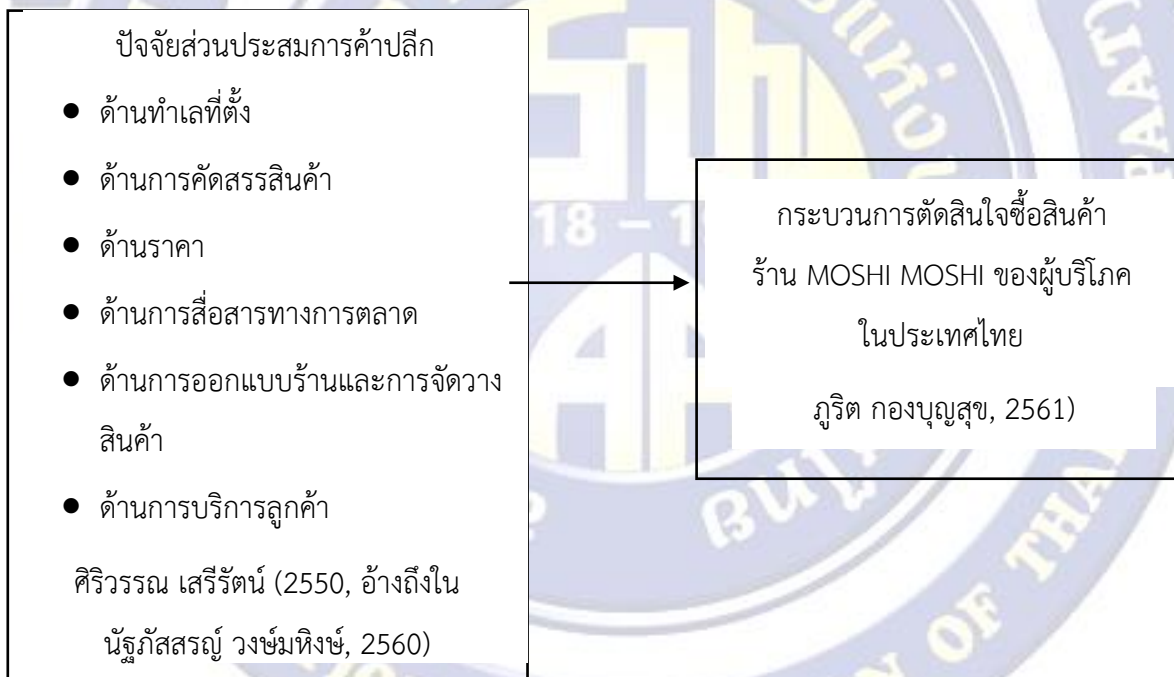 ปัจจัยส่วนประสมการค้าปลีก
● ด้านทำเลที่ตั้ง
● ด้านการคัดสรรสินค้า
● ด้านราคา
● ด้านการสื่อสารทางการตลาด
● ด้านการออกแบบร้านและการจัดวาง
สินค้า
● ด้านการบริการลูกค้า
ศิริวรรณ เสรีรัตน์ (2550, อ้างถึงใน
นัฐภัสสรญ์ วงษ์มหิงษ์, 2560)
กระบวนการตัดสินใจซื้อสินค้า
ร้าน MOSHI MOSHI ของผู้บริโภค
ในประเทศไทย
ภูริต กองบุญสุข, 2561)
18 – 1
OF